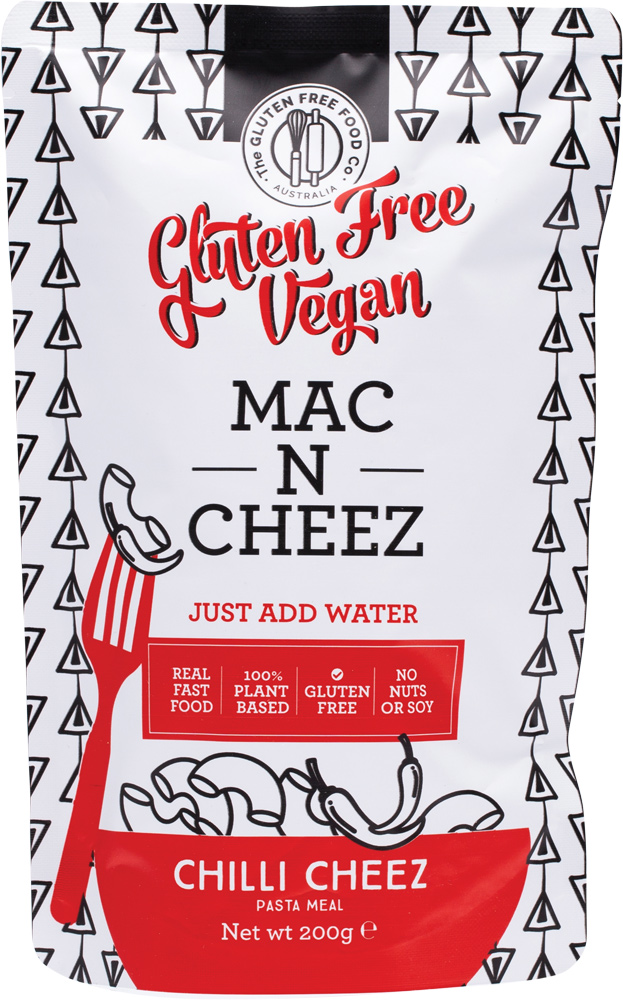 The GLUTEN FREE FOOD Co.
AUSTRALIA
Gluten Free
Vegan
MAC
N
CHEEZ
JUST ADD WATER
REAL
FAST
FOOD
100%
PLANT
BASED
GLUTEN
FREE
NO
NUTS
OR SOY
CHILLI CHEEZ
PASTA MEAL
Net wt 200g ℮